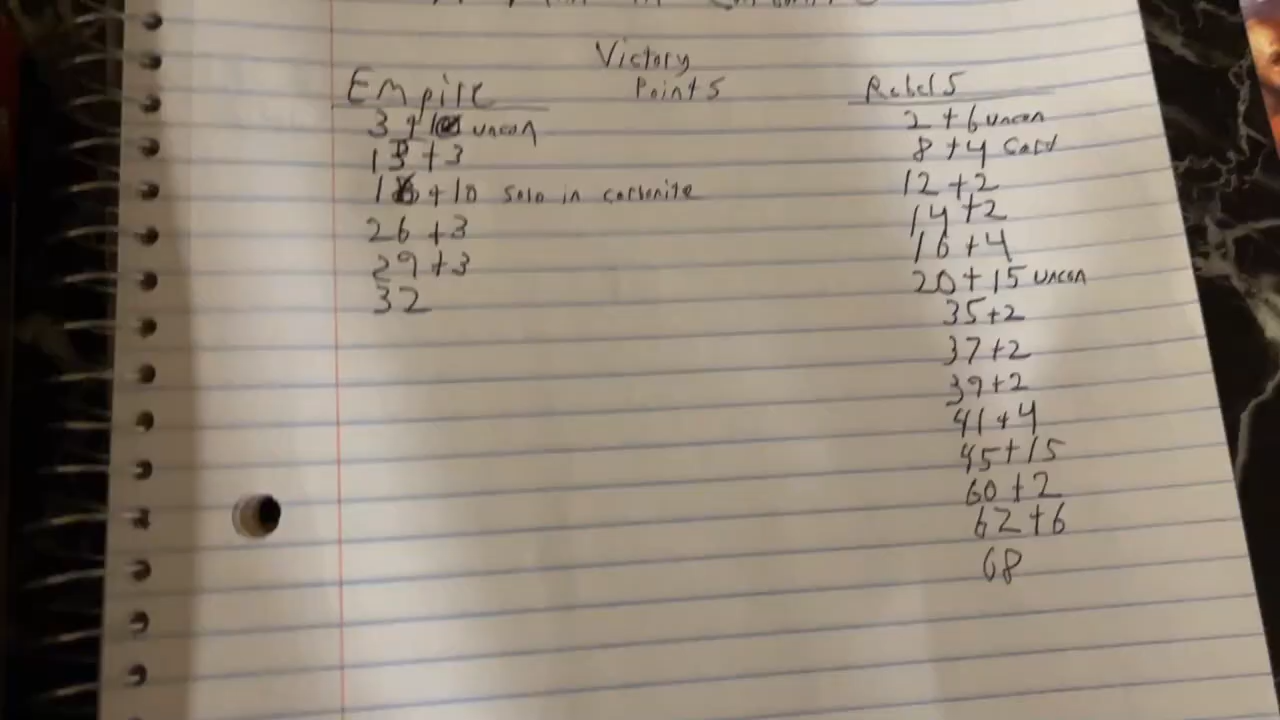 Victory
Points
Empire
3 + 10 uncon
13 +3
16 + 10 Solo in carbonite
26 +3
29 +3
32
Rebels
2 + 6 uncon
8 +4 Card
12 +2
14 +2
16 +4
20 + 15 uncon
35 +2
37 +2
39 +2
41 +4
45 +15
60 +2
62 +6
68